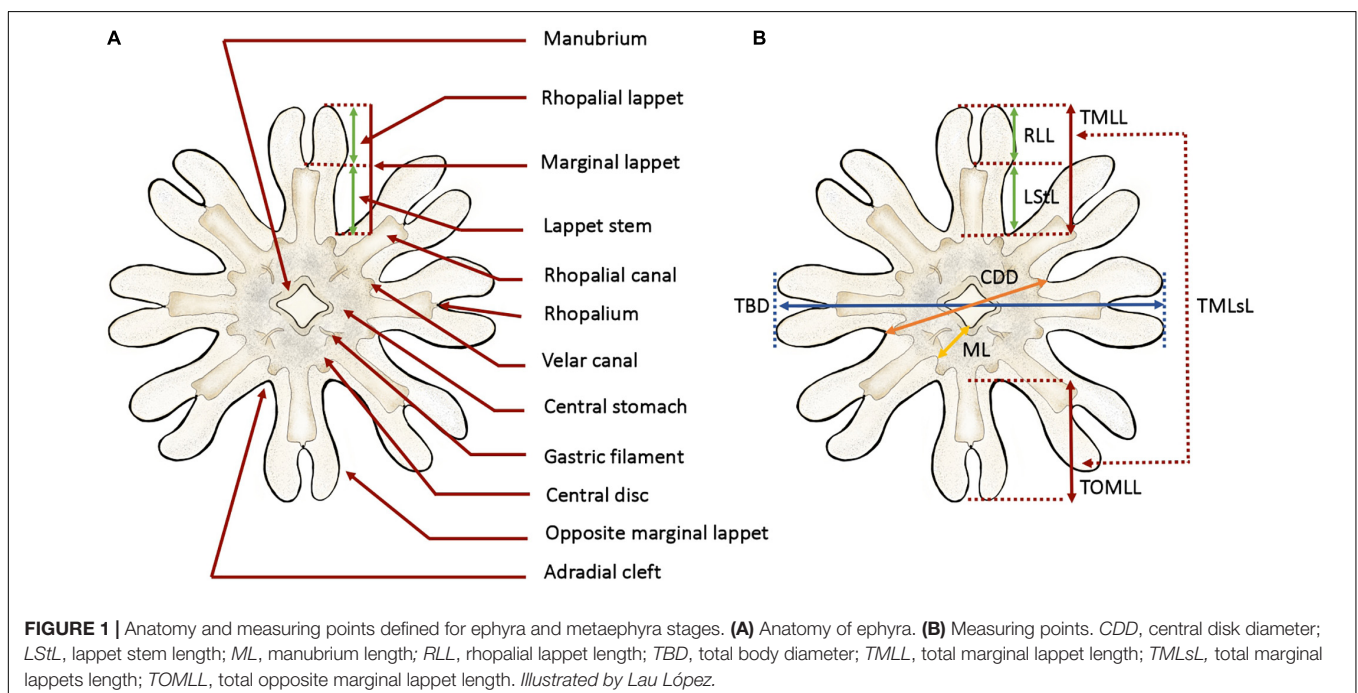 A
Manubrium
Rhopalial lappet
Marginal lappet
Lappet stem
Rhopalial canal
Rhopalium
Velar canal
Central stomach
Gastric filament
Central disc
Opposite marginal lappet
Adradial cleft
B
TMLL
RLL
LStL
CDD
TBD
TMLsL
ML
TOMLL
FIGURE 1 | Anatomy and measuring points defined for ephyra and metaephyra stages. (A) Anatomy of ephyra. (B) Measuring points. CDD, central disk diameter;
LStL, lappet stem length; ML, manubrium length; RLL, rhopalial lappet length; TBD, total body diameter; TMLL, total marginal lappet length; TMLsL, total marginal
lappets length; TOMLL, total opposite marginal lappet length. Illustrated by Lau López.